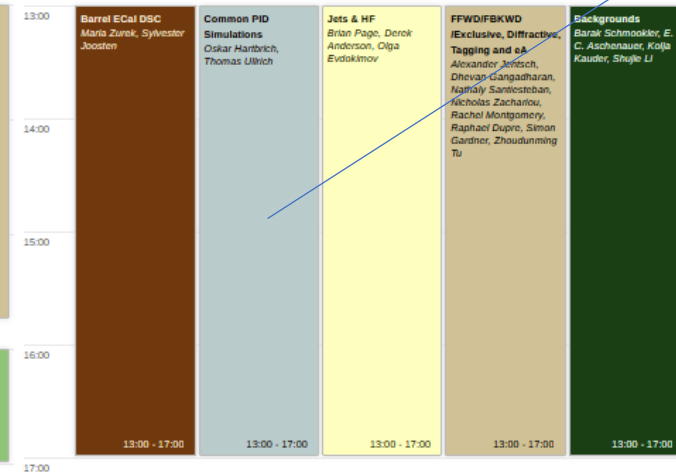 13:00
14:00
15:00
16:00
17:00
Barrel ECal DSC
Maria Zurek, Sylvester
Joosten
13:00 - 17:00
Common PID
Simulations
Oskar Hartbrich,
Thomas Ullrich
13:00 - 17:00
Jets & HF
Brian Page, Derek
Anderson, Olga
Evdokimov
13:00 - 17:00
FFWD/FBKWD
/Exclusive, Diffractive,
Tagging and eA
Alexander Jentsch,
Dhevan Gangadharan,
Nathaly Santiesteban,
Nicholas Zachariou,
Rachel Montgomery,
Raphael Dupre, Simon
Gardner, Zhoudunming
Tu
13:00 - 17:00
Backgrounds
Barak Schmookler, E.
C. Aschenauer, Kolja
Kauder, Shujie Li
13:00 - 17:00